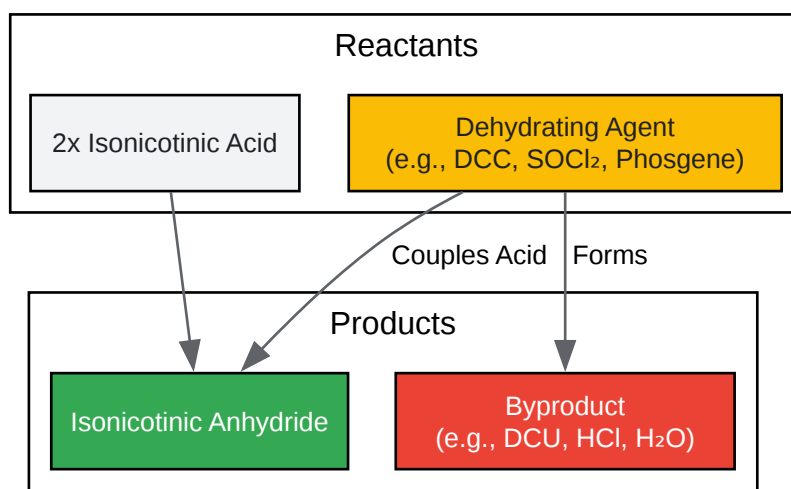 Reactants
2x Isonicotinic Acid
Dehydrating Agent
(e.g., DCC, SOCl₂, Phosgene)
Couples Acid
Forms
Products
Isonicotinic Anhydride
Byproduct
(e.g., DCU, HCl, H₂O)